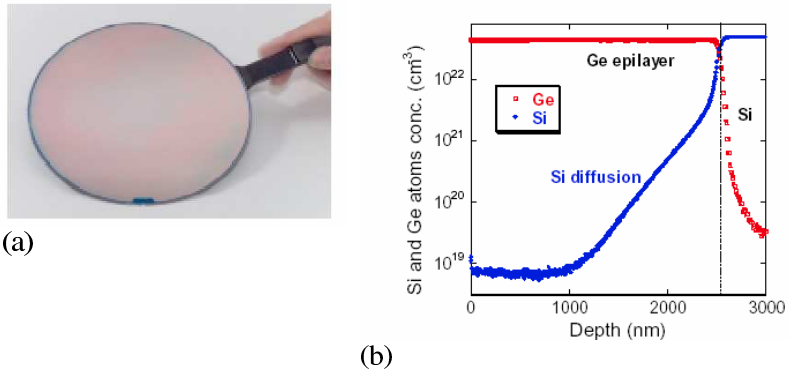 (a)
Si and Ge atoms conc. (cm³)
10²²
10²¹
10²⁰
10¹⁹
Ge epilayer
Ge
Si
Si
Si diffusion
0
1000
2000
3000
Depth (nm)
(b)